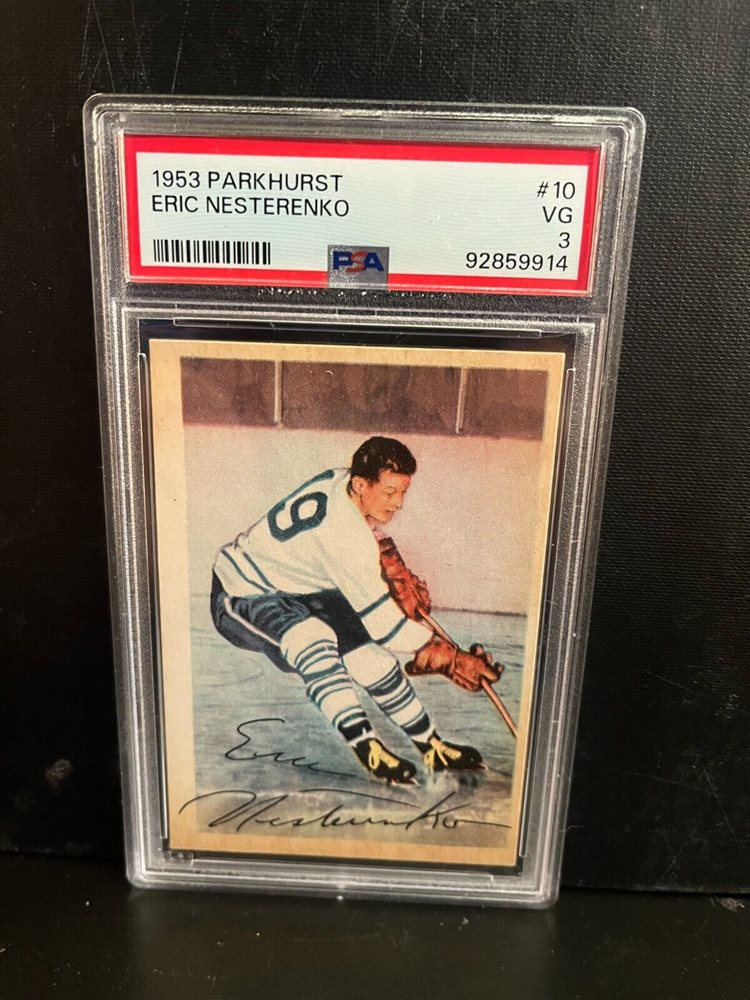 1953 PARKHURST #10
ERIC NESTERENKO VG
3
PSA 92859914
9
Eric
Nesterenko